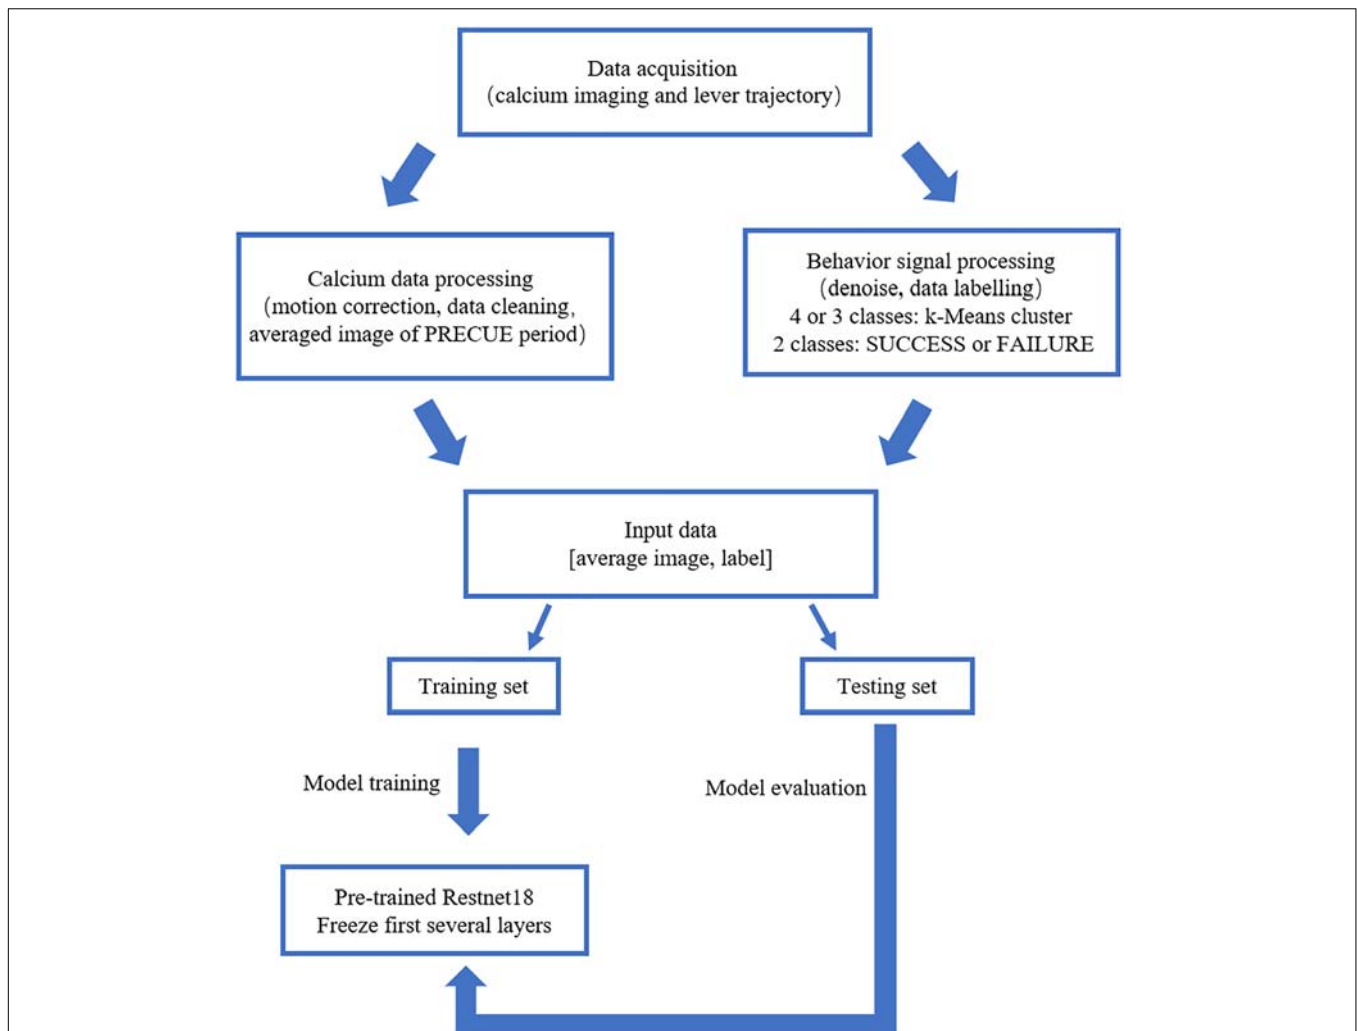 Data acquisition
(calcium imaging and lever trajectory)
Calcium data processing
(motion correction, data cleaning,
averaged image of PRECUE period)
Behavior signal processing
(denoise, data labelling)
4 or 3 classes: k-Means cluster
2 classes: SUCCESS or FAILURE
Input data
[average image, label]
Training set
Testing set
Model training
Model evaluation
Pre-trained Restnet18
Freeze first several layers